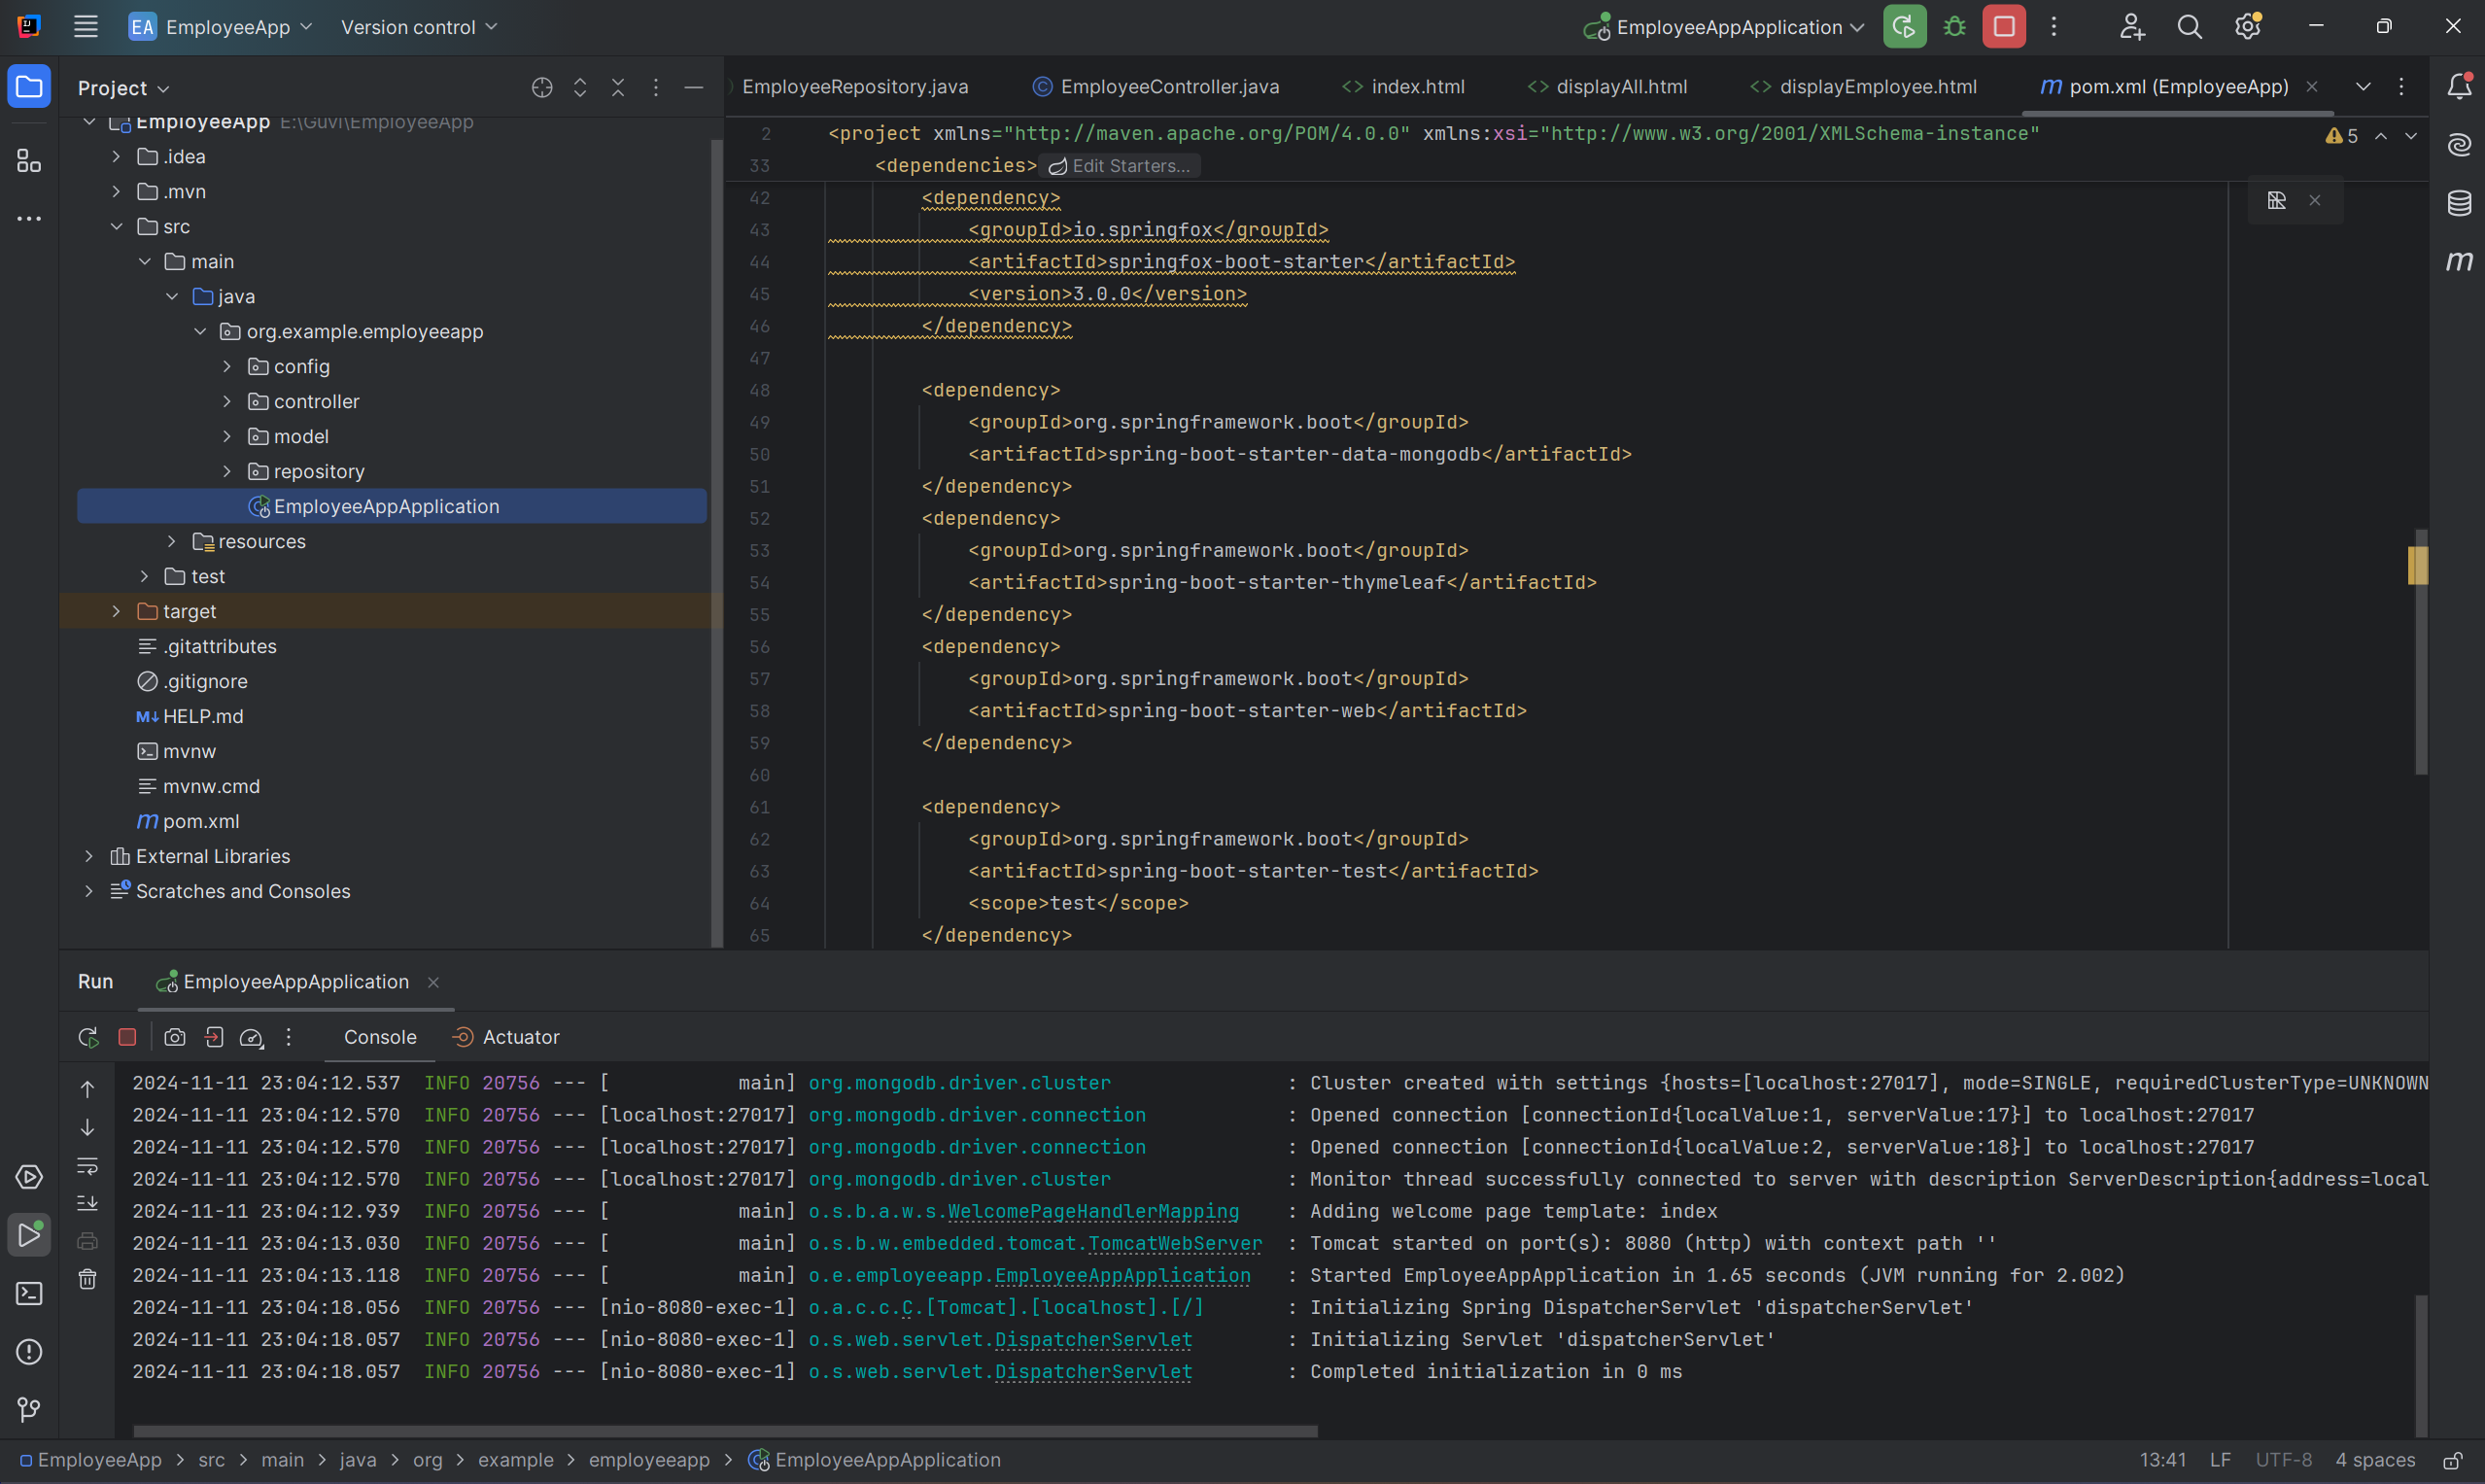 EA EmployeeApp Version control EmployeeAppApplication
Project
EmployeeApp E:\Guvi\EmployeeApp
.idea
.mvn
src
main
java
org.example.employeeapp
config
controller
model
repository
EmployeeAppApplication
resources
test
target
.gitattributes
.gitignore
M↓ HELP.md
mvnw
mvnw.cmd
m pom.xml
External Libraries
Scratches and Consoles
EmployeeRepository.java EmployeeController.java index.html displayAll.html displayEmployee.html m pom.xml (EmployeeApp)
2 <project xmlns="http://maven.apache.org/POM/4.0.0" xmlns:xsi="http://www.w3.org/2001/XMLSchema-instance" 5
33 <dependencies> Edit Starters...
42 <dependency>
43 <groupId>io.springfox</groupId>
44 <artifactId>springfox-boot-starter</artifactId>
45 <version>3.0.0</version>
46 </dependency>
47
48 <dependency>
49 <groupId>org.springframework.boot</groupId>
50 <artifactId>spring-boot-starter-data-mongodb</artifactId>
51 </dependency>
52 <dependency>
53 <groupId>org.springframework.boot</groupId>
54 <artifactId>spring-boot-starter-thymeleaf</artifactId>
55 </dependency>
56 <dependency>
57 <groupId>org.springframework.boot</groupId>
58 <artifactId>spring-boot-starter-web</artifactId>
59 </dependency>
60
61 <dependency>
62 <groupId>org.springframework.boot</groupId>
63 <artifactId>spring-boot-starter-test</artifactId>
64 <scope>test</scope>
65 </dependency>
m
Run EmployeeAppApplication
Console Actuator
2024-11-11 23:04:12.537 INFO 20756 --- [ main] org.mongodb.driver.cluster : Cluster created with settings {hosts=[localhost:27017], mode=SINGLE, requiredClusterType=UNKNOWN
2024-11-11 23:04:12.570 INFO 20756 --- [localhost:27017] org.mongodb.driver.connection : Opened connection [connectionId{localValue:1, serverValue:17}] to localhost:27017
2024-11-11 23:04:12.570 INFO 20756 --- [localhost:27017] org.mongodb.driver.connection : Opened connection [connectionId{localValue:2, serverValue:18}] to localhost:27017
2024-11-11 23:04:12.570 INFO 20756 --- [localhost:27017] org.mongodb.driver.cluster : Monitor thread successfully connected to server with description ServerDescription{address=local
2024-11-11 23:04:12.939 INFO 20756 --- [ main] o.s.b.a.w.s.WelcomePageHandlerMapping : Adding welcome page template: index
2024-11-11 23:04:13.030 INFO 20756 --- [ main] o.s.b.w.embedded.tomcat.TomcatWebServer : Tomcat started on port(s): 8080 (http) with context path ''
2024-11-11 23:04:13.118 INFO 20756 --- [ main] o.e.employeeapp.EmployeeAppApplication : Started EmployeeAppApplication in 1.65 seconds (JVM running for 2.002)
2024-11-11 23:04:18.056 INFO 20756 --- [nio-8080-exec-1] o.a.c.c.C.[Tomcat].[localhost].[/] : Initializing Spring DispatcherServlet 'dispatcherServlet'
2024-11-11 23:04:18.057 INFO 20756 --- [nio-8080-exec-1] o.s.web.servlet.DispatcherServlet : Initializing Servlet 'dispatcherServlet'
2024-11-11 23:04:18.057 INFO 20756 --- [nio-8080-exec-1] o.s.web.servlet.DispatcherServlet : Completed initialization in 0 ms
EmployeeApp > src > main > java > org > example > employeeapp > EmployeeAppApplication 13:41 LF UTF-8 4 spaces